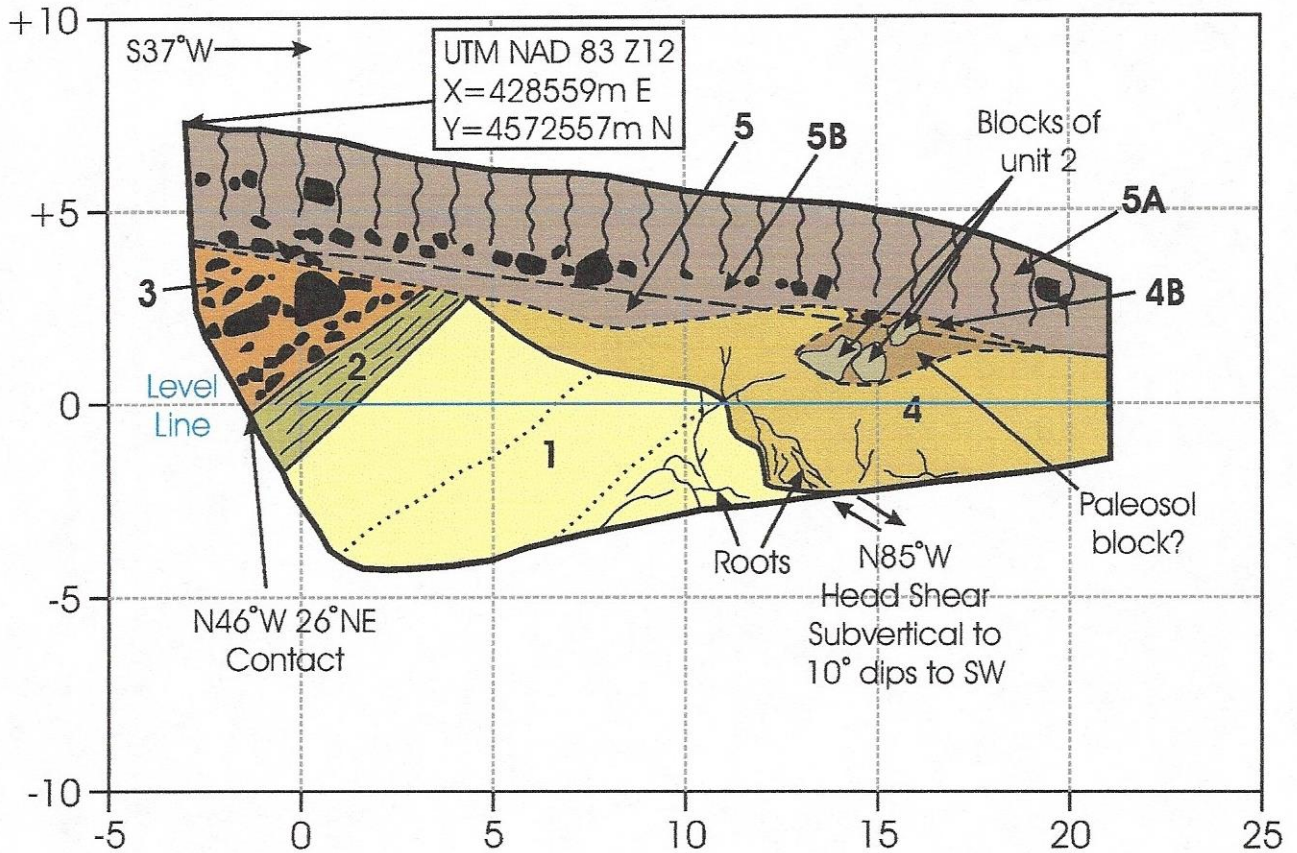 +10
S37°W
UTM NAD 83 Z12
X=428559m E
Y=4572557m N
Blocks of
unit 2
5
5B
5A
+5
3
4B
2
Level
Line
0
4
1
Paleosol
block?
Roots
N85°W
Head Shear
Subvertical to
10° dips to SW
-5
N46°W 26°NE
Contact
-10
-5
0
5
10
15
20
25